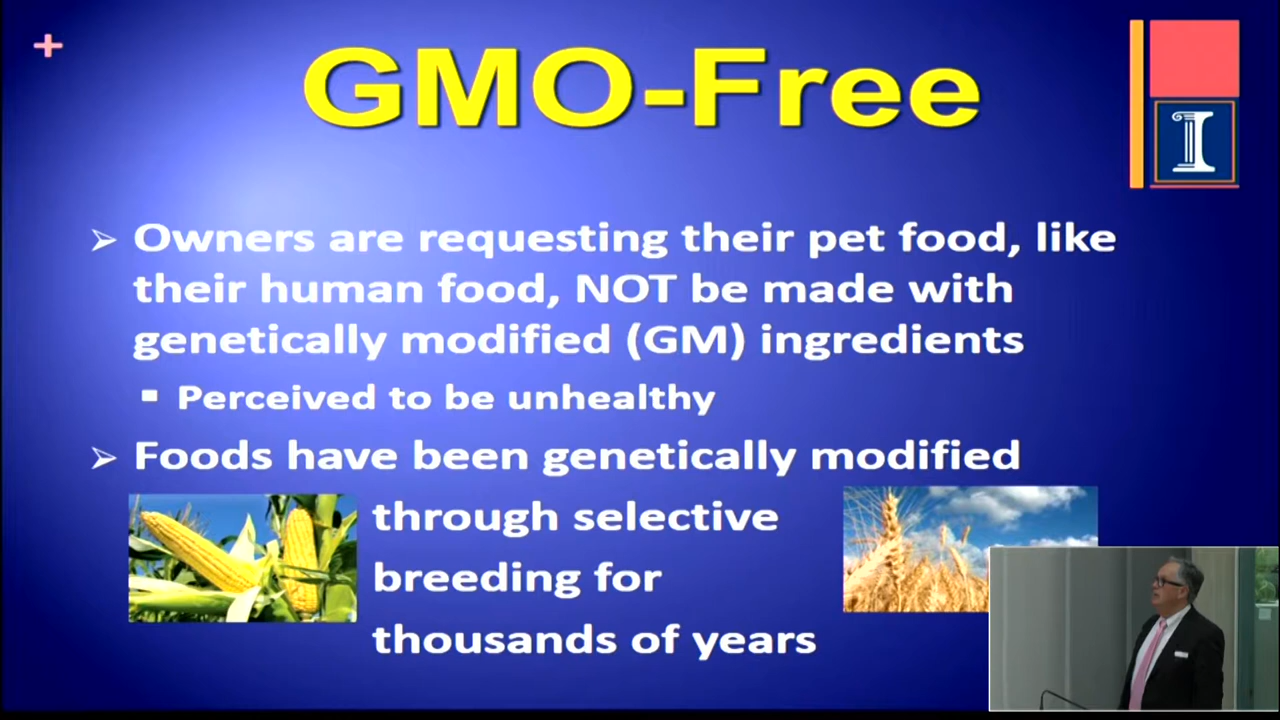 GMO-Free
I
➢ Owners are requesting their pet food, like
their human food, NOT be made with
genetically modified (GM) ingredients
▪ Perceived to be unhealthy
➢ Foods have been genetically modified
through selective
breeding for
thousands of years